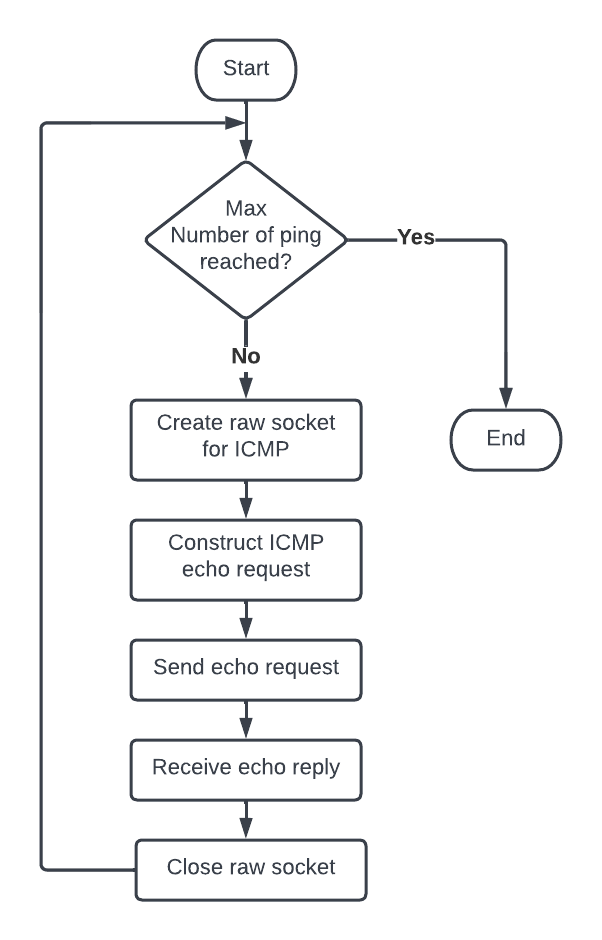 Start
Max
Number of ping
reached?
Yes
No
Create raw socket
for ICMP
End
Construct ICMP
echo request
Send echo request
Receive echo reply
Close raw socket